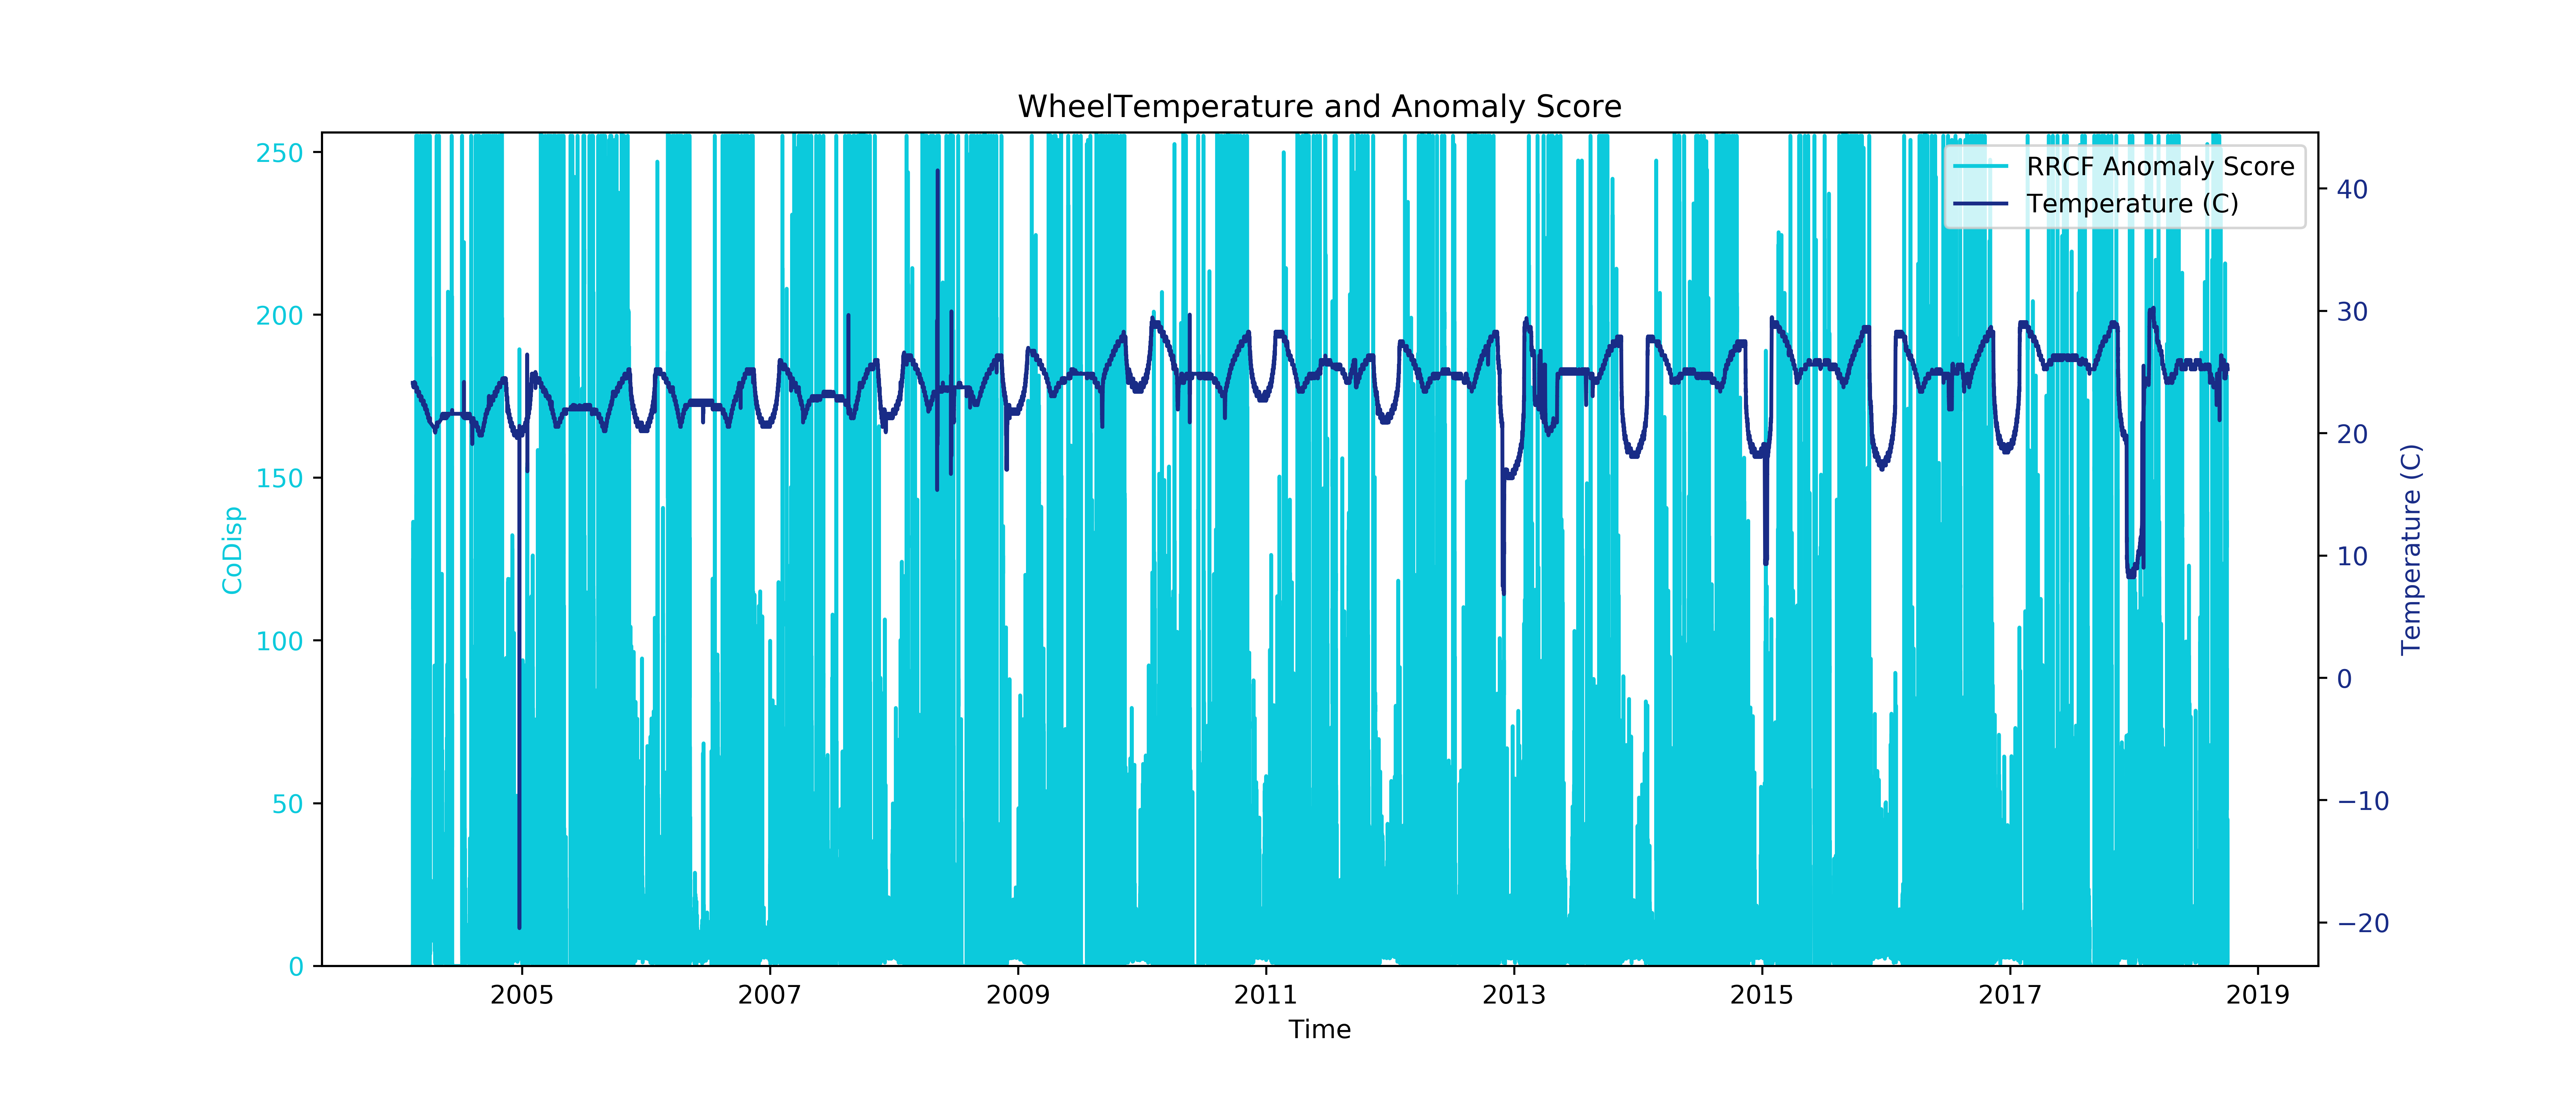 WheelTemperature and Anomaly Score
RRCF Anomaly Score
Temperature (C)
250
200
150
100
50
0
CoDisp
40
30
20
10
0
−10
−20
Temperature (C)
2005 2007 2009 2011 2013 2015 2017 2019
Time